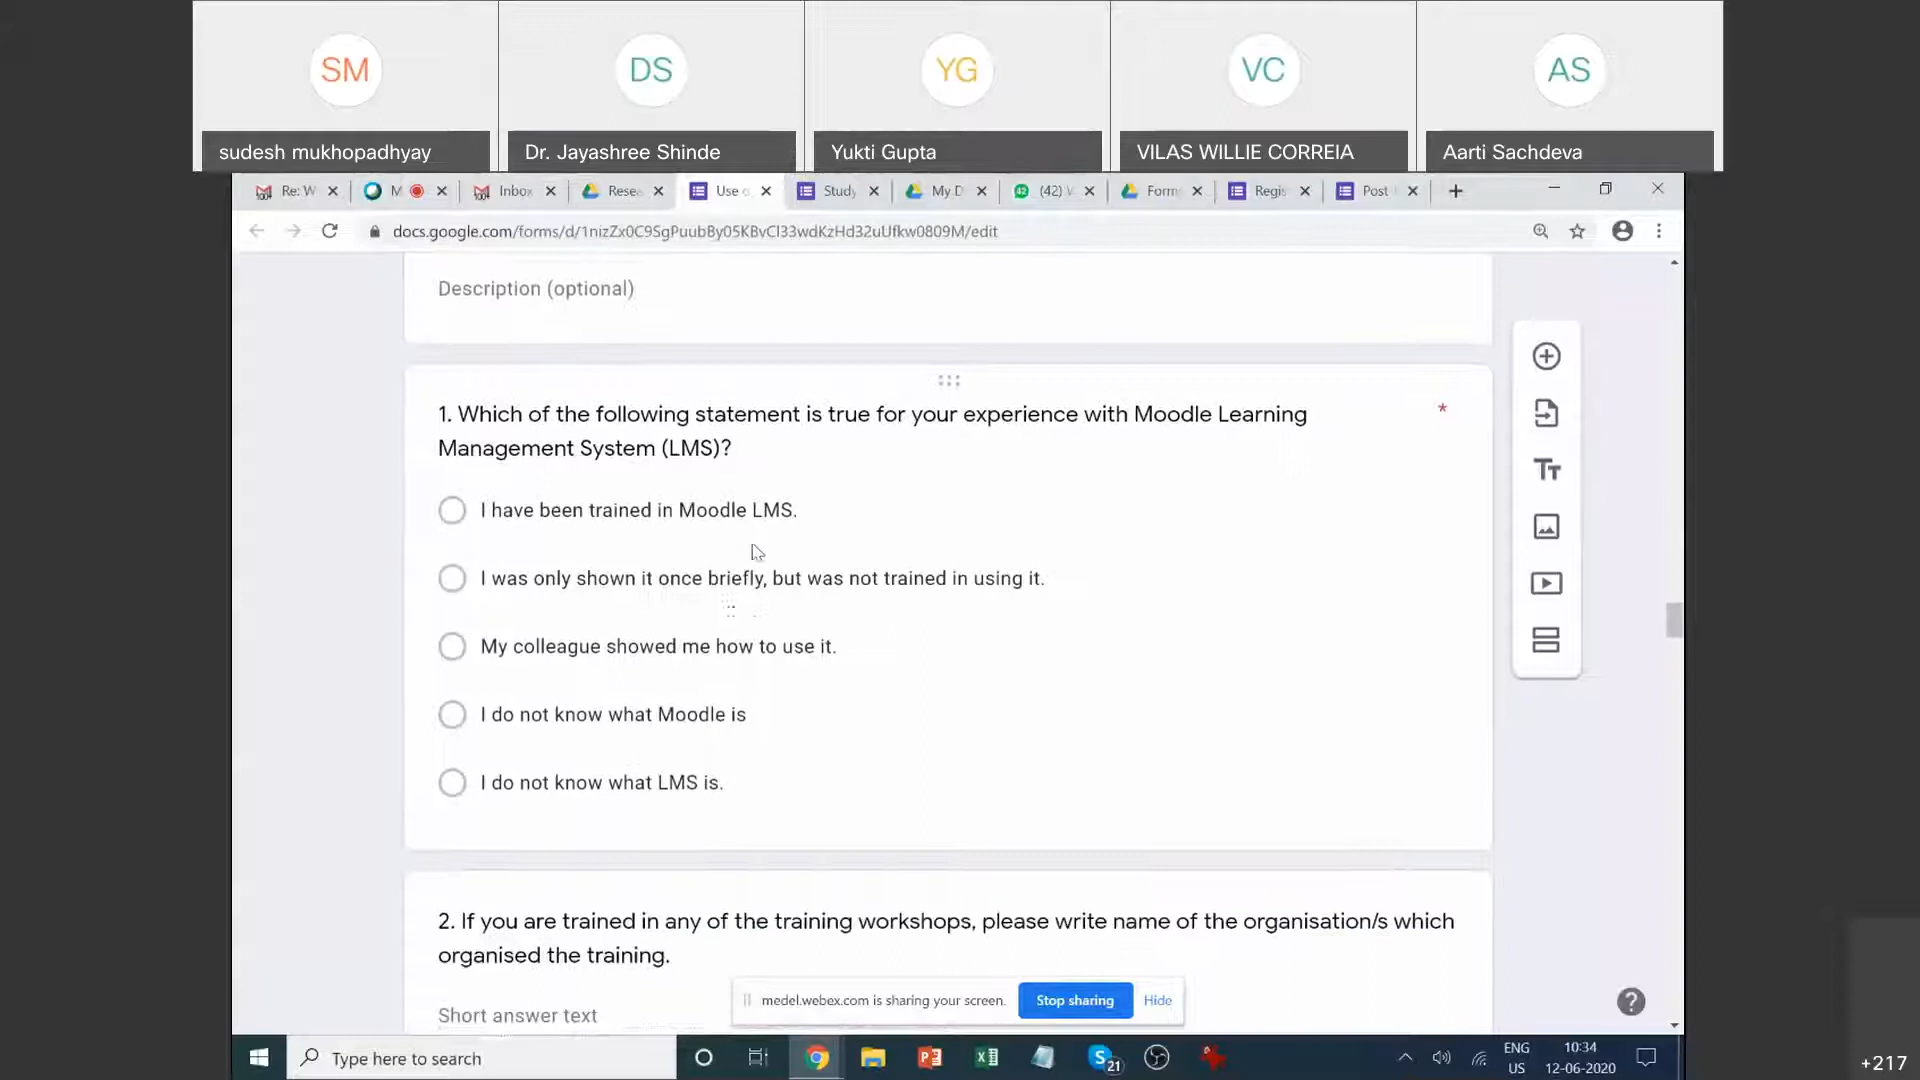 SM
DS
YG
VC
AS
sudesh mukhopadhyay
Dr. Jayashree Shinde
Yukti Gupta
VILAS WILLIE CORREIA
Aarti Sachdeva
Re: W
M
Inbox
Resea
Use o
Study
My D
(42)
Form
Regis
Post
docs.google.com/forms/d/1nizZx0C9SgPuubBy05KBvCl33wdKzHd32uUfkw0809M/edit
Description (optional)
1. Which of the following statement is true for your experience with Moodle Learning *
Management System (LMS)?
I have been trained in Moodle LMS.
I was only shown it once briefly, but was not trained in using it.
My colleague showed me how to use it.
I do not know what Moodle is
I do not know what LMS is.
2. If you are trained in any of the training workshops, please write name of the organisation/s which
organised the training.
Short answer text
medel.webex.com is sharing your screen. Stop sharing Hide
Type here to search
21
ENG
US
10:34
12-06-2020
+217